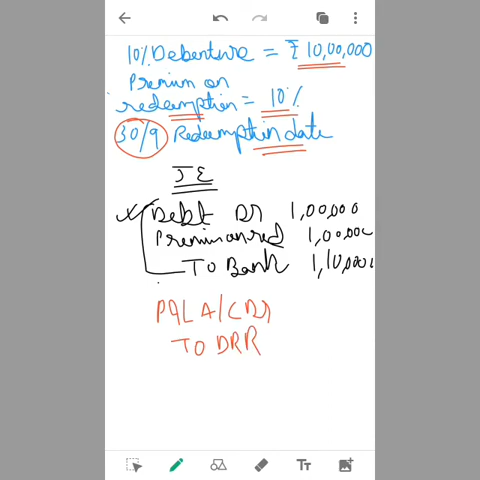 10% Debenture = ₹ 10,00,000
Premium on
redemption = 10%
30/9 Redemption date
JE
Debt Dr 1,00,000
Premium on red 1,00,000
To Bank 1,10,000
P&L A/C Dr
TO DRR
Tт